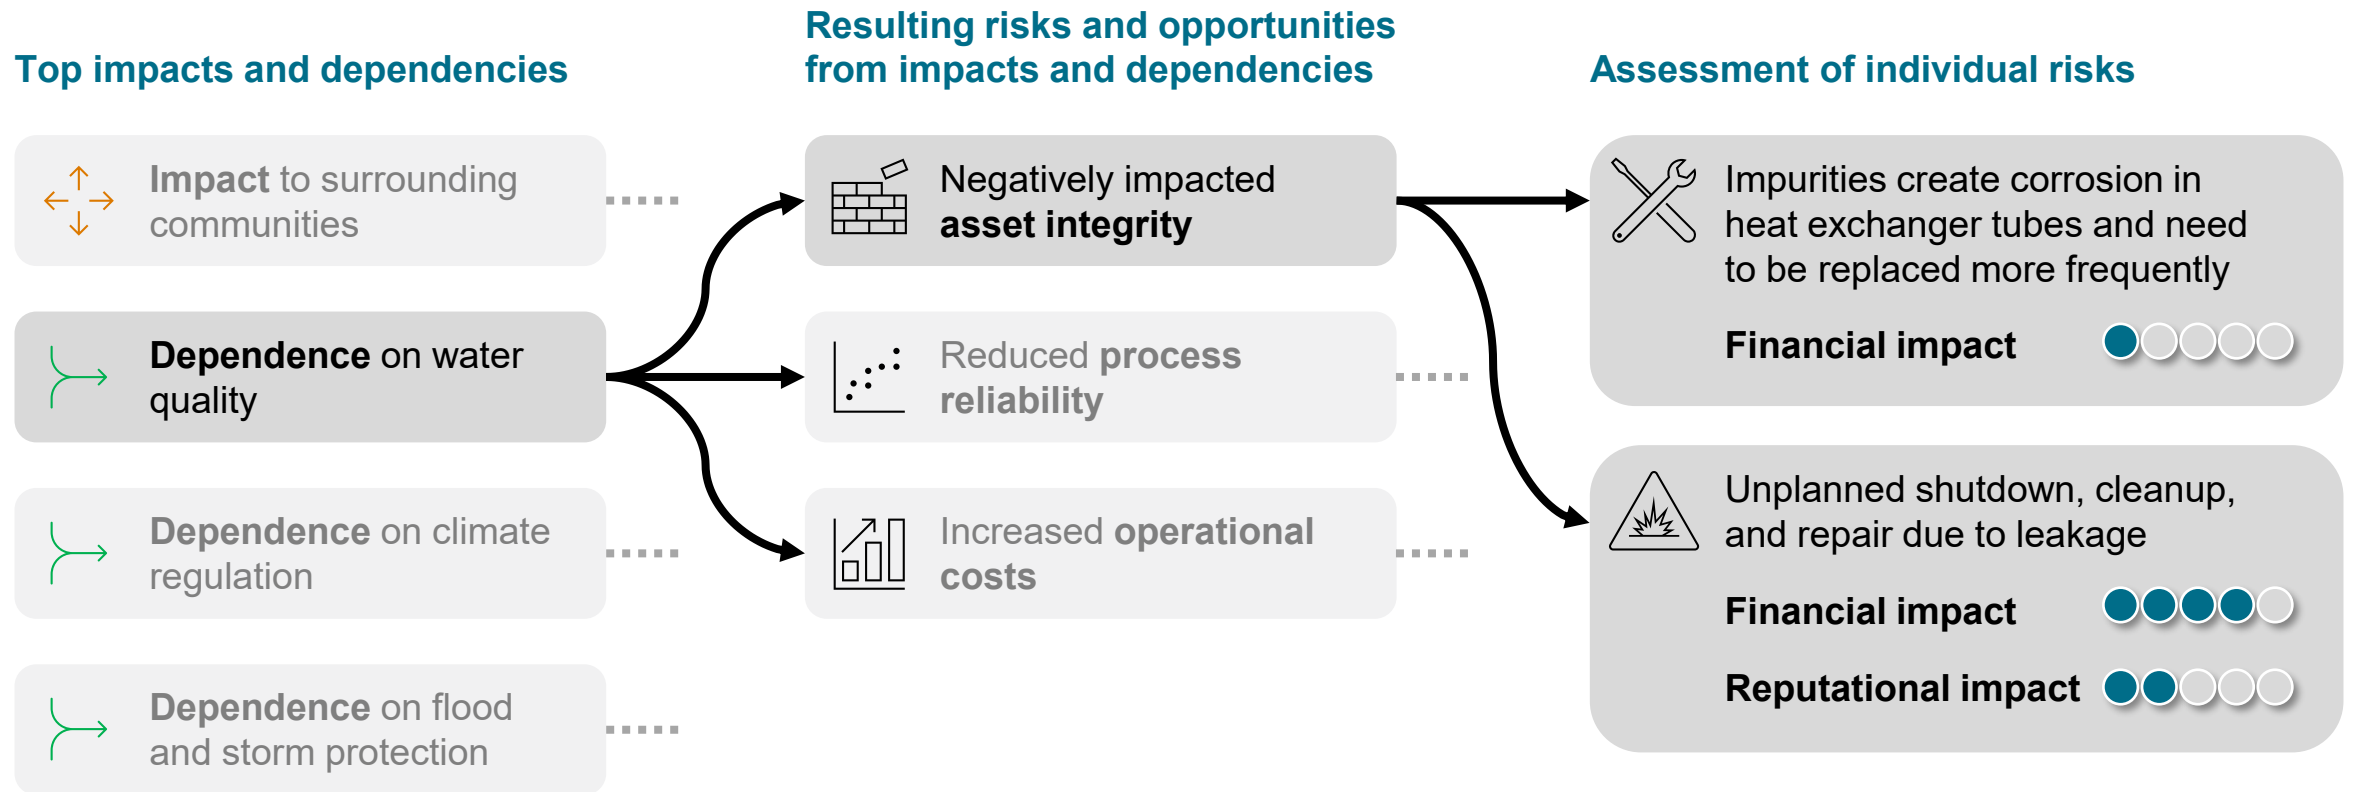 Top impacts and dependencies
Impact to surrounding
communities
Dependence on water
quality
Dependence on climate
regulation
Dependence on flood
and storm protection
Resulting risks and opportunities
from impacts and dependencies
Negatively impacted
asset integrity
Reduced process
reliability
Increased operational
costs
Assessment of individual risks
Impurities create corrosion in
heat exchanger tubes and need
to be replaced more frequently
Financial impact
Unplanned shutdown, cleanup,
and repair due to leakage
Financial impact
Reputational impact